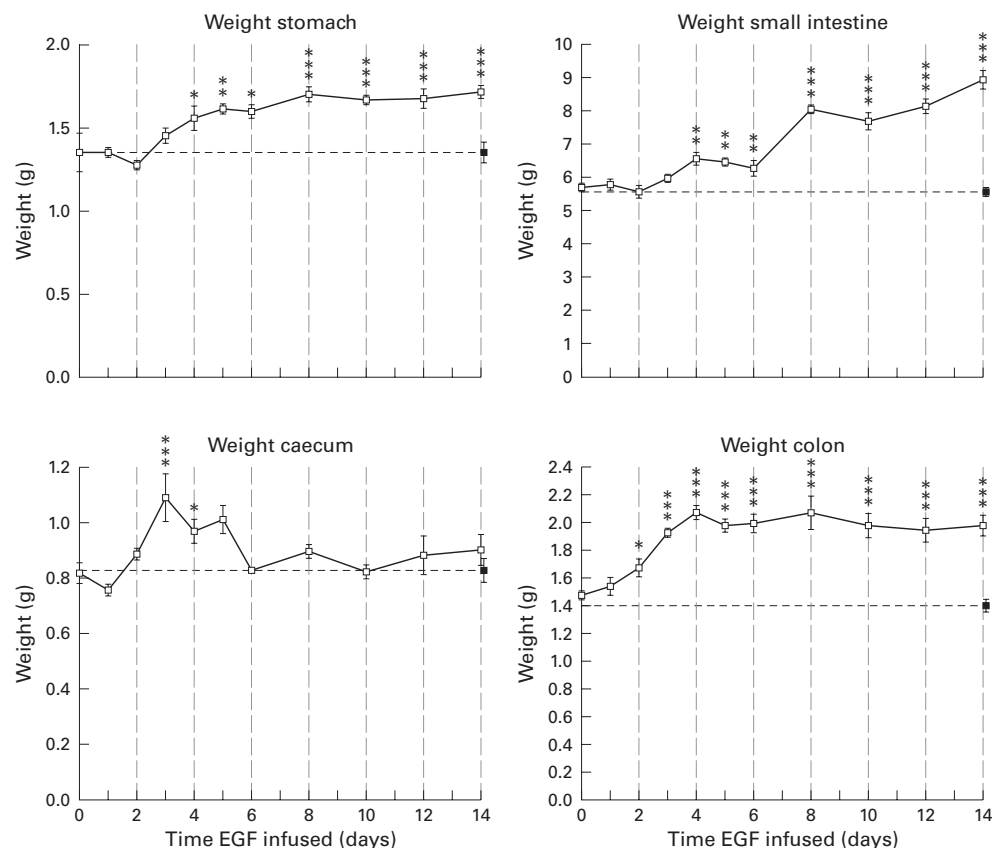 Weight stomach
Weight (g)
2.0
1.5
1.0
0.5
0.0
* ** * *** *** *** ***
Weight small intestine
Weight (g)
10
9
8
7
6
5
4
3
2
1
0
** ** ** *** *** *** ***
Weight caecum
Weight (g)
1.2
1.0
0.8
0.6
0.4
0.2
0.0
*** *
0 2 4 6 8 10 12 14
Time EGF infused (days)
Weight colon
Weight (g)
2.4
2.2
2.0
1.8
1.6
1.4
1.2
1.0
0.8
0.6
0.4
0.2
0.0
* *** *** *** *** *** *** *** ***
0 2 4 6 8 10 12 14
Time EGF infused (days)